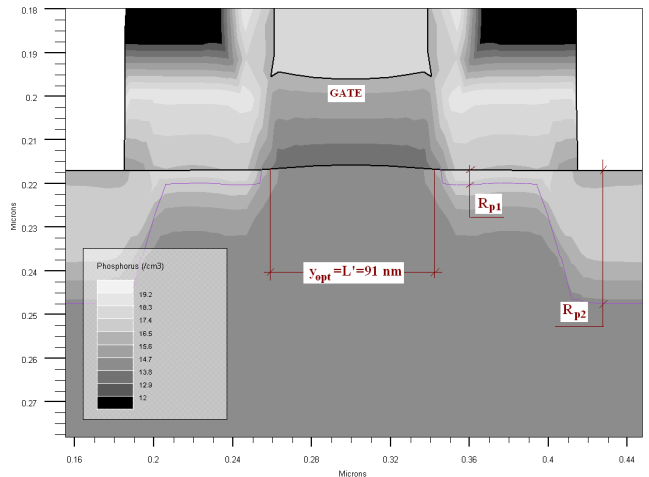 0.18
0.19
0.2
0.21
0.22
0.23
0.24
0.25
0.26
0.27
Microns
GATE
Rp1
yopt=L'=91 nm
Rp2
Phosphorus (/cm3)
19.2
18.3
17.4
16.5
15.6
14.7
13.8
12.9
12
0.16 0.2 0.24 0.28 0.32 0.36 0.4 0.44
Microns